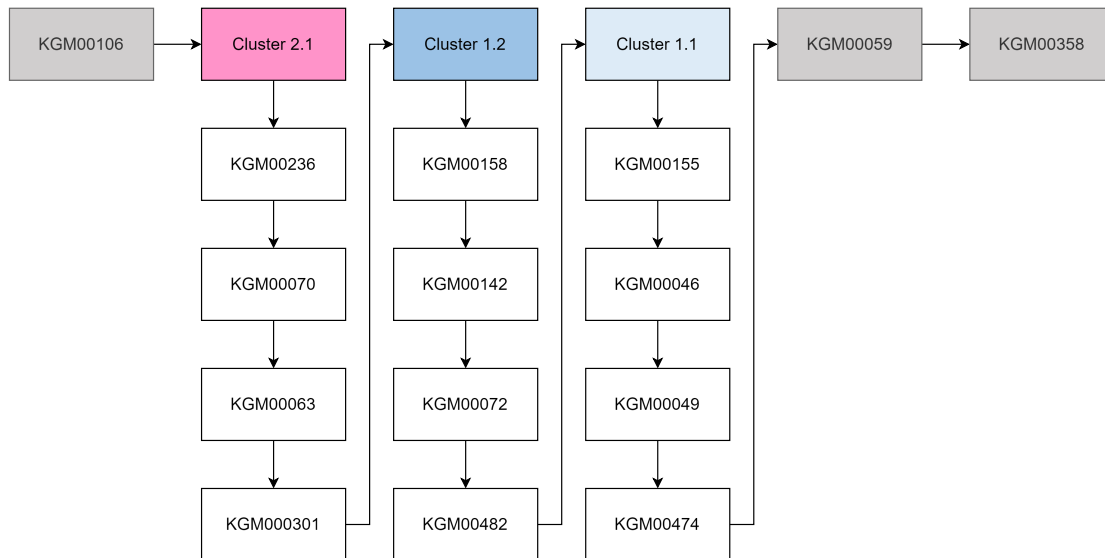 KGM00106
Cluster 2.1
Cluster 1.2
Cluster 1.1
KGM00059
KGM00358
KGM00236
KGM00158
KGM00155
KGM00070
KGM00142
KGM00046
KGM00063
KGM00072
KGM00049
KGM000301
KGM00482
KGM00474